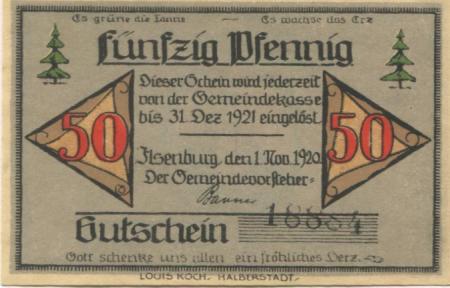 Es grüne die Tanne — Es wachse das Erz
Fünfzig Pfennig
Dieser Schein wird jederzeit
von der Gemeindekasse
bis 31. Dez 1921 eingelöst.
50
50
Ilsenburg, den 1. Nov. 1920
Der Gemeindevorsteher-
Gutschein 18884
Gott schenke uns allen ein fröhliches Herz.
LOUIS KOCH. HALBERSTADT.